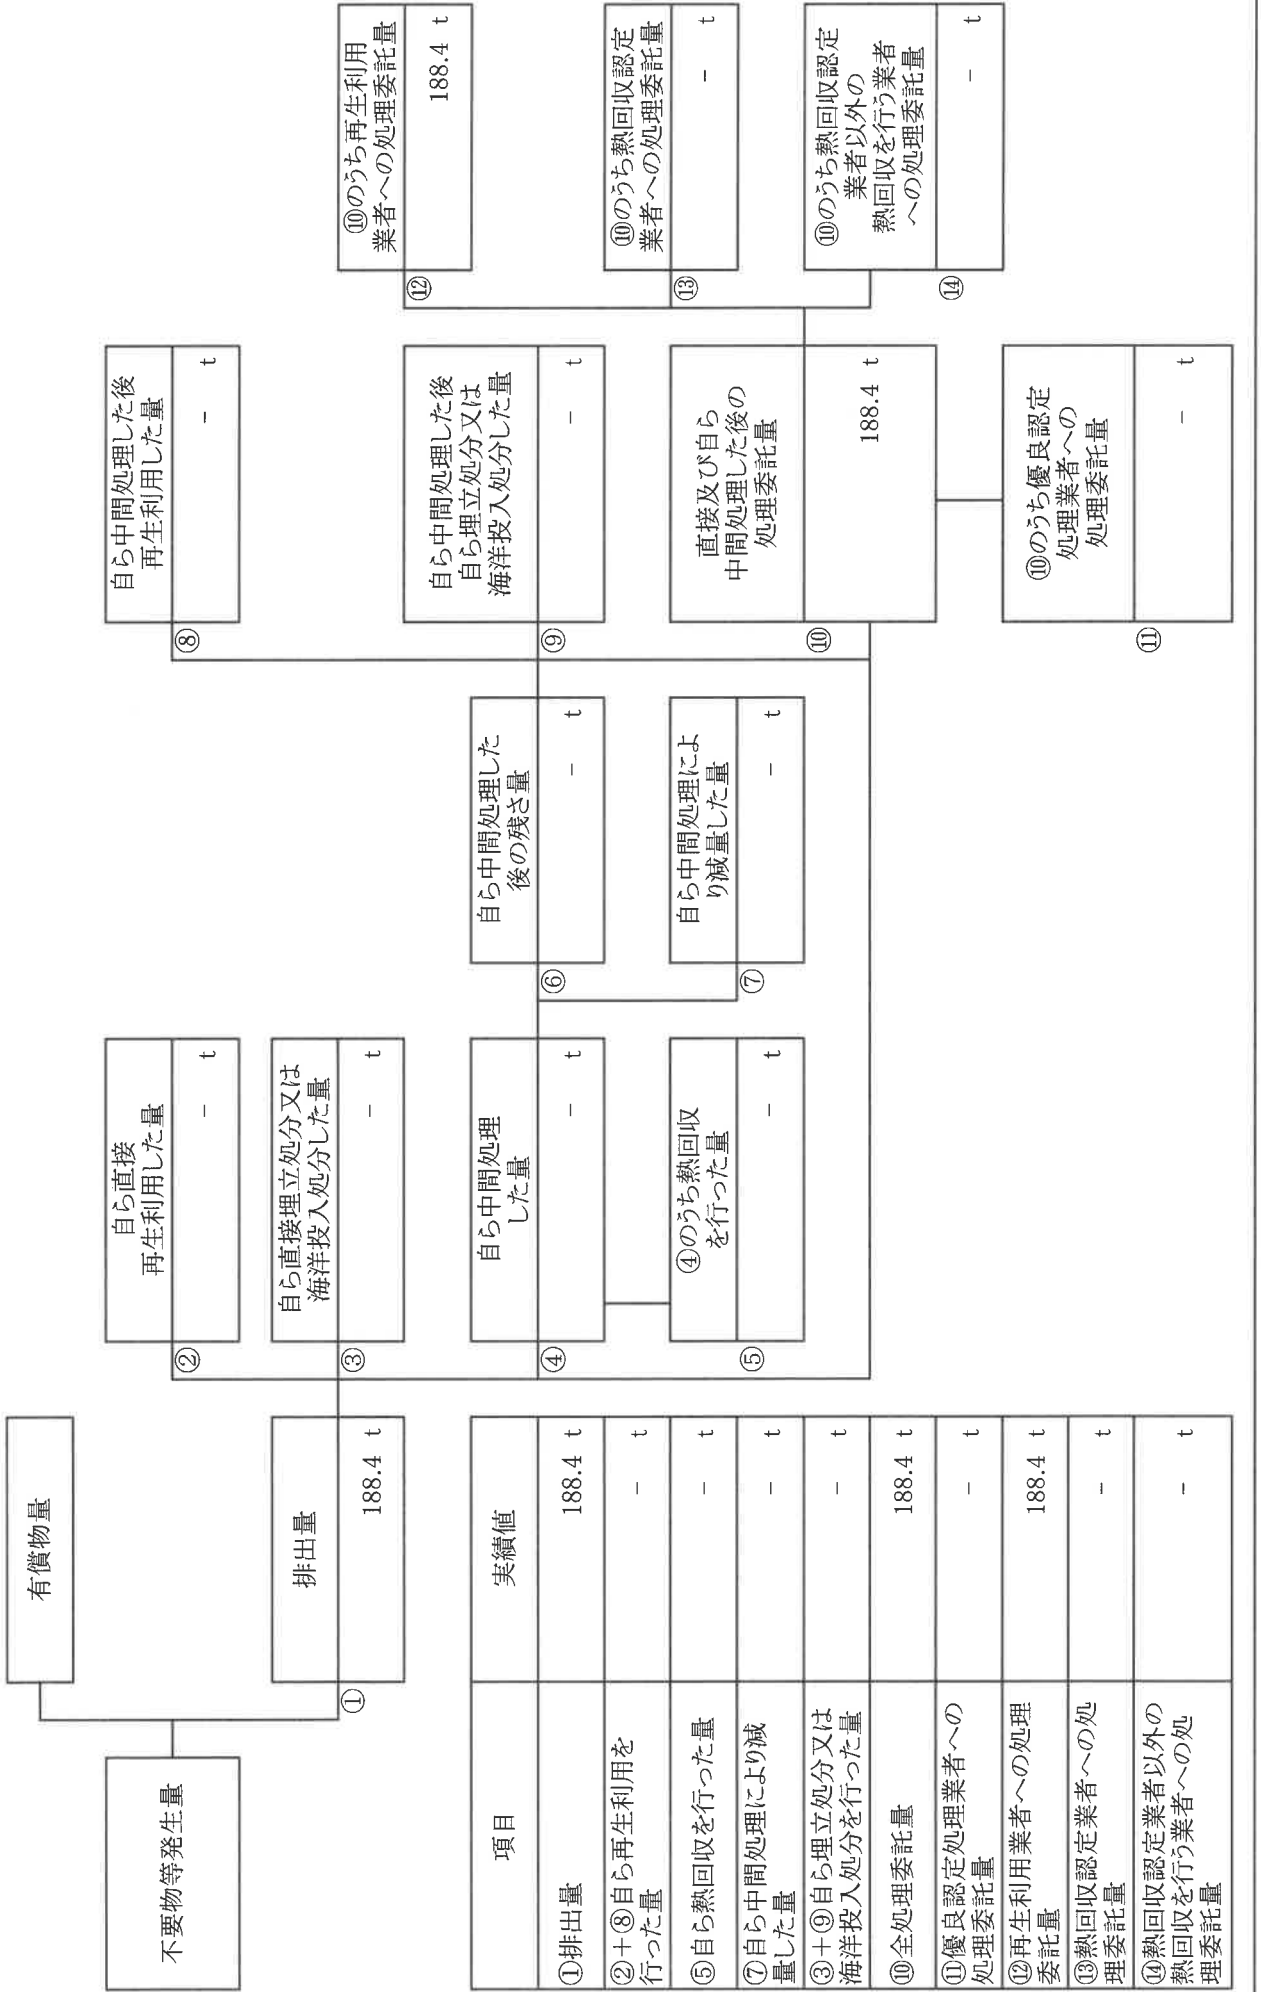 不要物等発生量
有償物量
排出量
①
188.4 t
自ら直接
再生利用した量
②
- t
自ら直接埋立処分又は
海洋投入処分した量
③
- t
自ら中間処理
した量
④
- t
④のうち熱回収
を行った量
⑤
- t
自ら中間処理した
後の残さ量
⑥
- t
自ら中間処理によ
り減量した量
⑦
- t
自ら中間処理した後
再生利用した量
⑧
- t
自ら中間処理した後
自ら埋立処分又は
海洋投入処分した量
⑨
- t
直接及び自ら
中間処理した後の
処理委託量
⑩
188.4 t
⑩のうち優良認定
処理業者への
処理委託量
⑪
- t
⑩のうち再生利用
業者への処理委託量
⑫
188.4 t
⑩のうち熱回収認定
業者への処理委託量
⑬
- t
⑩のうち熱回収認定
業者以外の
熱回収を行う業者
への処理委託量
⑭
- t
項目 実績値
①排出量 188.4 t
②+⑧自ら再生利用を
行った量 - t
⑤自ら熱回収を行った量 - t
⑦自ら中間処理により減
量した量 - t
③+⑨自ら埋立処分又は
海洋投入処分を行った量 - t
⑩全処理委託量 188.4 t
⑪優良認定処理業者への
処理委託量 - t
⑫再生利用業者への処理
委託量 188.4 t
⑬熱回収認定業者への処
理委託量 - t
⑭熱回収認定業者以外の
熱回収を行う業者への処
理委託量 - t